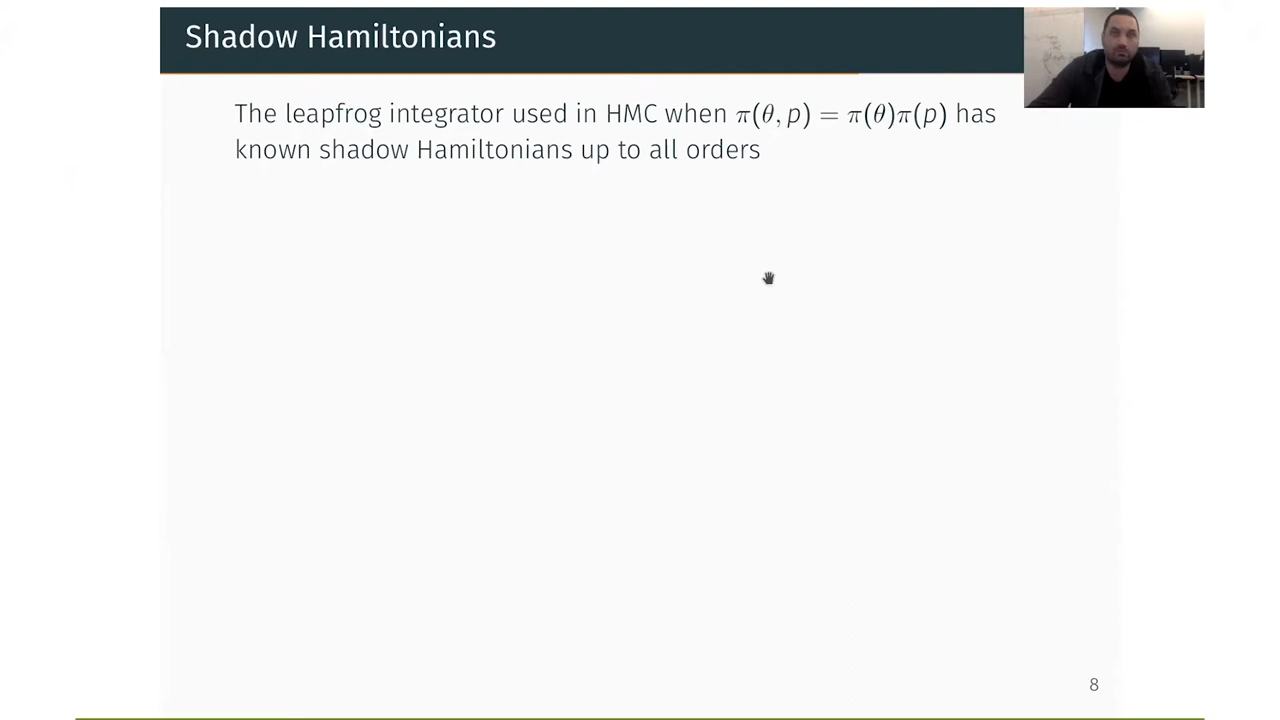 Shadow Hamiltonians
The leapfrog integrator used in HMC when π(θ, p) = π(θ)π(p) has
known shadow Hamiltonians up to all orders
8